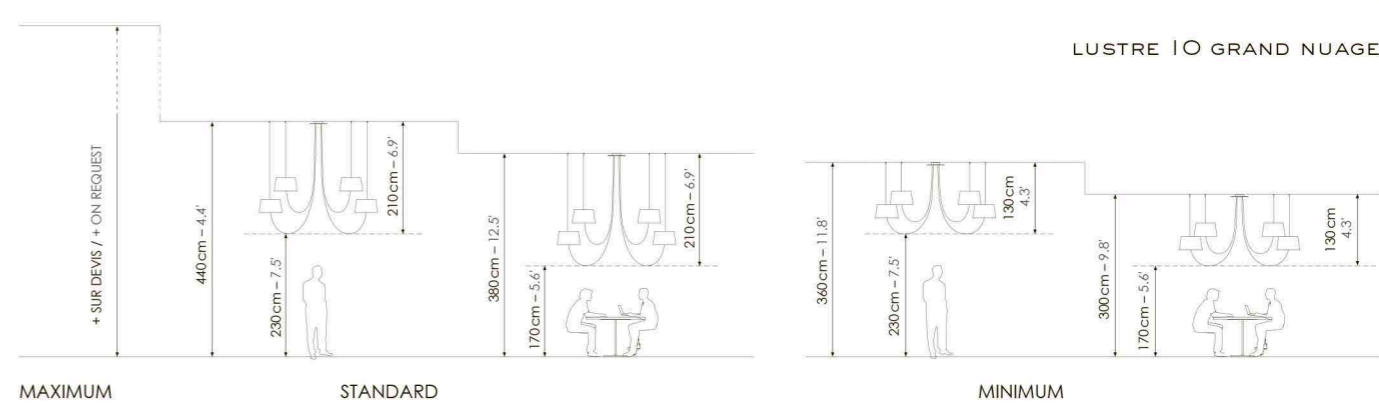 LUSTRE 10 GRAND NUAGE
+ SUR DEVIS / + ON REQUEST
440cm – 4.4'
230cm – 7.5'
210cm – 6.9'
380cm – 12.5'
170cm – 5.6'
210cm – 6.9'
360cm – 11.8'
230cm – 7.5'
130cm
4.3'
300cm – 9.8'
170cm – 5.6'
130cm
4.3'
MAXIMUM
STANDARD
MINIMUM